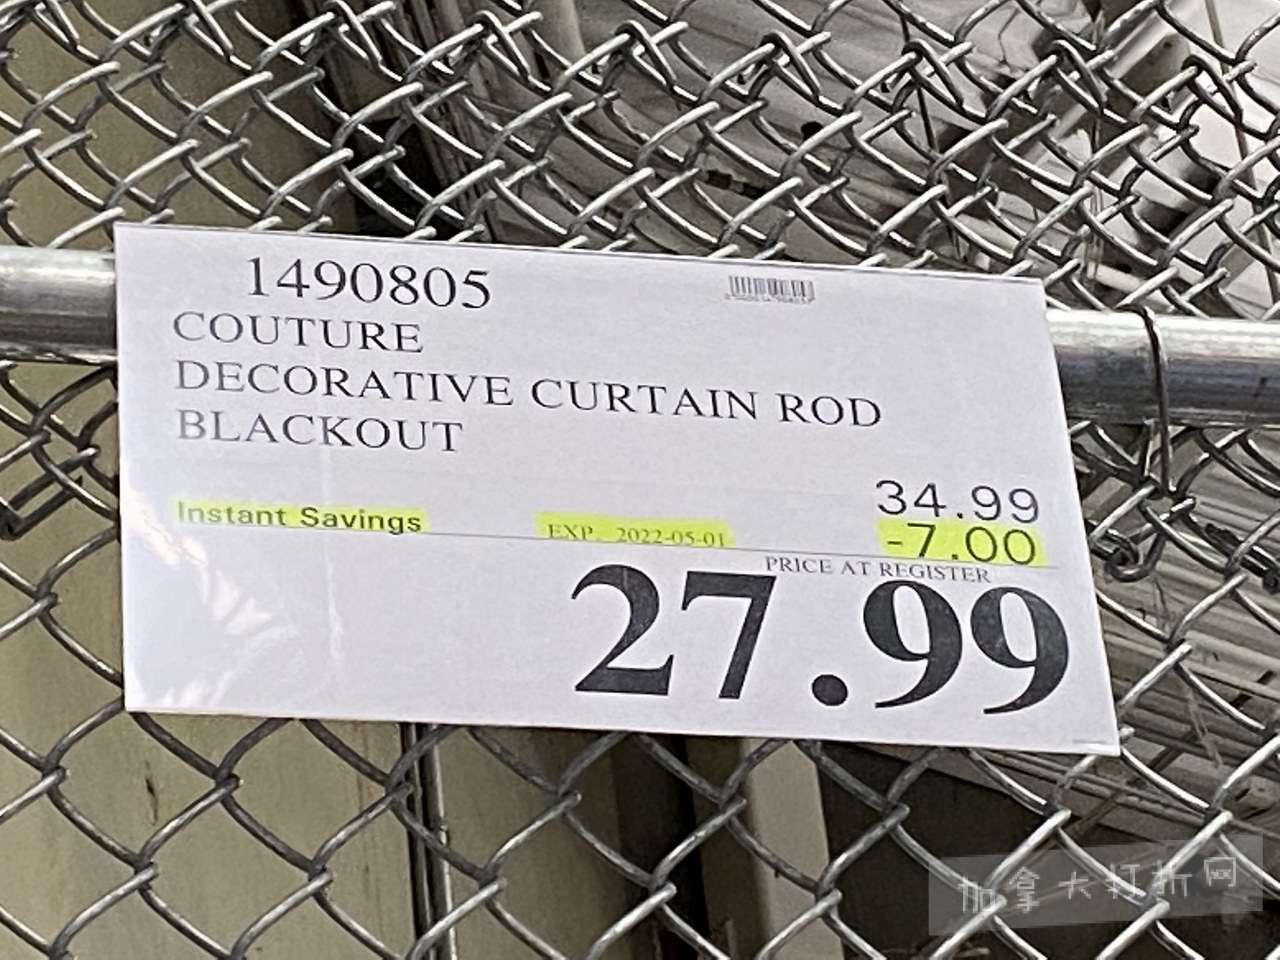 1490805
COUTURE
DECORATIVE CURTAIN ROD
BLACKOUT
34.99
Instant Savings EXP. 2022-05-01 -7.00
PRICE AT REGISTER
27.99
加拿大打折网